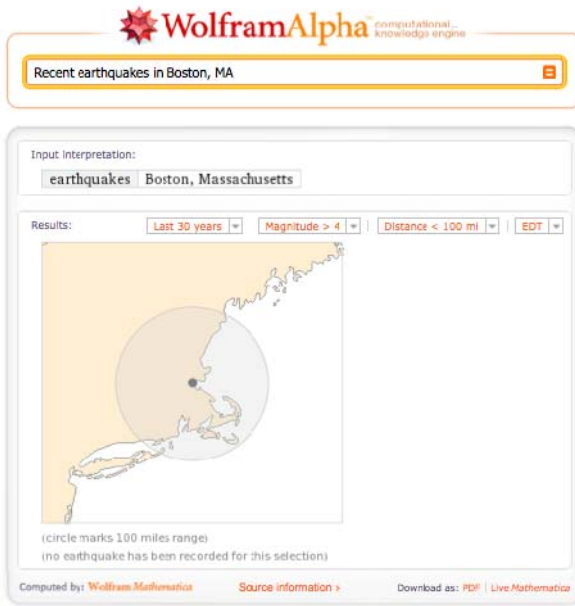 WolframAlpha computational... knowledge engine
Recent earthquakes in Boston, MA
Input interpretation:
earthquakes Boston, Massachusetts
Results: Last 30 years Magnitude > 4 Distance < 100 mi EDT
(circle marks 100 miles range)
(no earthquake has been recorded for this selection)
Computed by: Wolfram Mathematica Source information » Download as: PDF | Live Mathematica